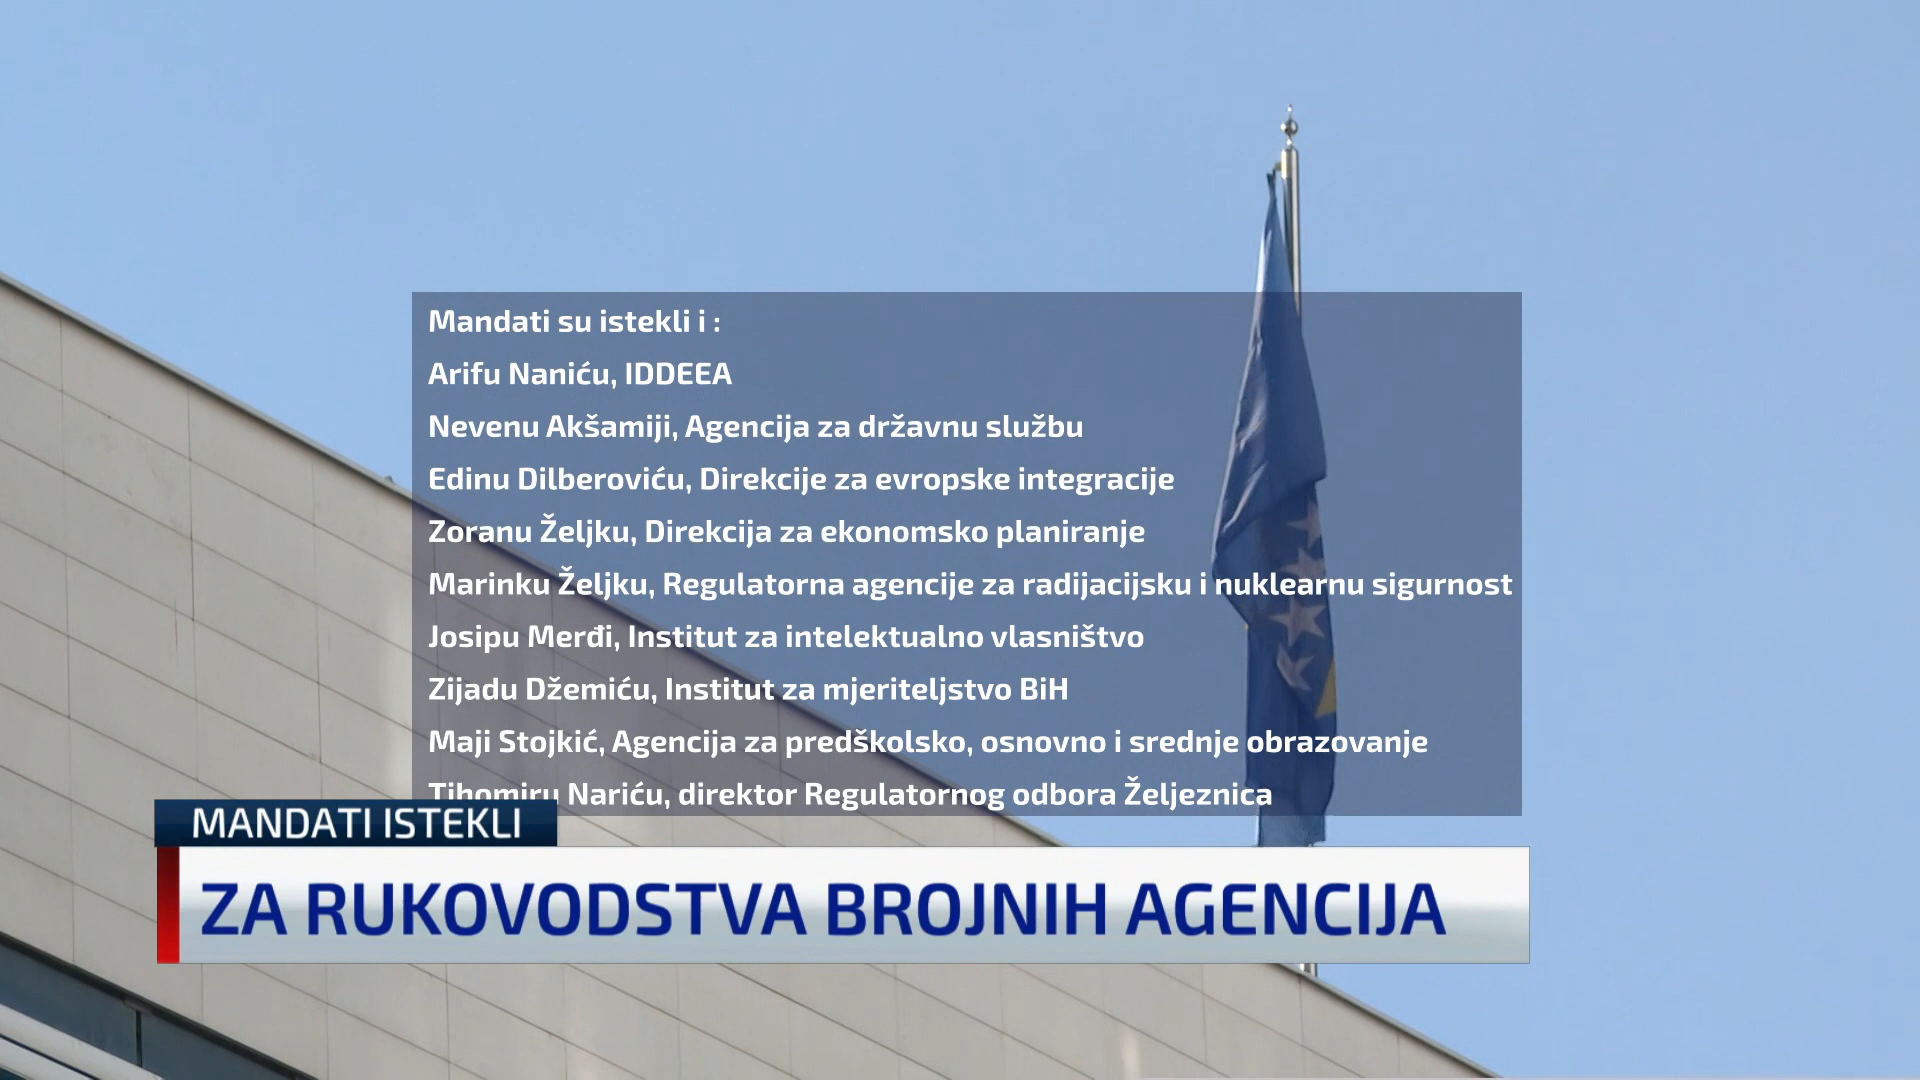 Mandati su istekli i :
Arifu Naniću, IDDEEA
Nevenu Akšamiji, Agencija za državnu službu
Edinu Dilberoviću, Direkcije za evropske integracije
Zoranu Željku, Direkcija za ekonomsko planiranje
Marinku Željku, Regulatorna agencije za radijacijsku i nuklearnu sigurnost
Josipu Merđi, Institut za intelektualno vlasništvo
Zijadu Džemiću, Institut za mjeriteljstvo BiH
Maji Stojkić, Agencija za predškolsko, osnovno i srednje obrazovanje
Tihomiru Nariću, direktor Regulatornog odbora Željeznica
MANDATI ISTEKLI
ZA RUKOVODSTVA BROJNIH AGENCIJA